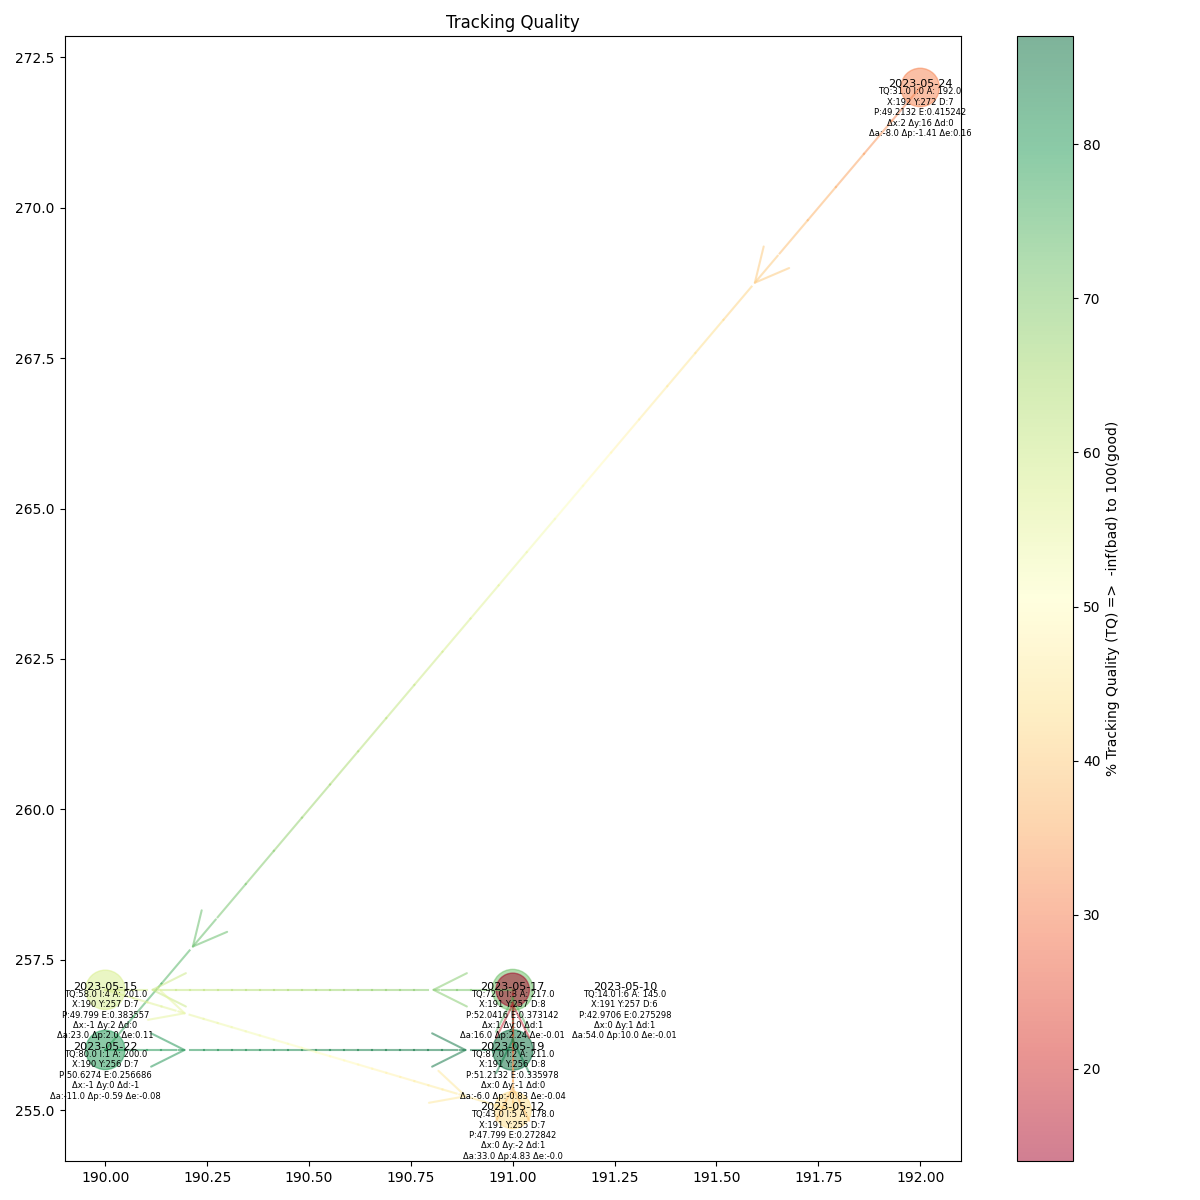 Tracking Quality
272.5
270.0
267.5
265.0
262.5
260.0
257.5
255.0
190.00
190.25
190.50
190.75
191.00
191.25
191.50
191.75
192.00
2023-05-24
TQ:31.0 I:0 A: 192.0
X:192 Y:272 D:7
P:49.2132 E:0.415242
Δx:2 Δy:16 Δd:0
Δa:-8.0 Δp:-1.41 Δe:0.16
2023-05-15
TQ:58.0 I:4 A: 201.0
X:190 Y:257 D:7
P:49.799 E:0.383557
Δx:-1 Δy:2 Δd:0
Δa:23.0 Δp:2.0 Δe:0.11
2023-05-22
TQ:80.0 I:1 A: 200.0
X:190 Y:256 D:7
P:50.6274 E:0.256686
Δx:-1 Δy:0 Δd:-1
Δa:-11.0 Δp:-0.59 Δe:-0.08
2023-05-17
TQ:72.0 I:3 A: 217.0
X:191 Y:257 D:8
P:52.0416 E:0.373142
Δx:1 Δy:0 Δd:1
Δa:16.0 Δp:2.24 Δe:-0.01
2023-05-10
TQ:14.0 I:6 A: 145.0
X:191 Y:257 D:6
P:42.9706 E:0.275298
Δx:0 Δy:1 Δd:1
Δa:54.0 Δp:10.0 Δe:-0.01
2023-05-19
TQ:87.0 I:2 A: 211.0
X:191 Y:256 D:8
P:51.2132 E:0.335978
Δx:0 Δy:-1 Δd:0
Δa:-6.0 Δp:-0.83 Δe:-0.04
2023-05-12
TQ:43.0 I:5 A: 178.0
X:191 Y:255 D:7
P:47.799 E:0.272842
Δx:0 Δy:-2 Δd:1
Δa:33.0 Δp:4.83 Δe:-0.0
80
70
60
50
40
30
20
% Tracking Quality (TQ) => -inf(bad) to 100(good)